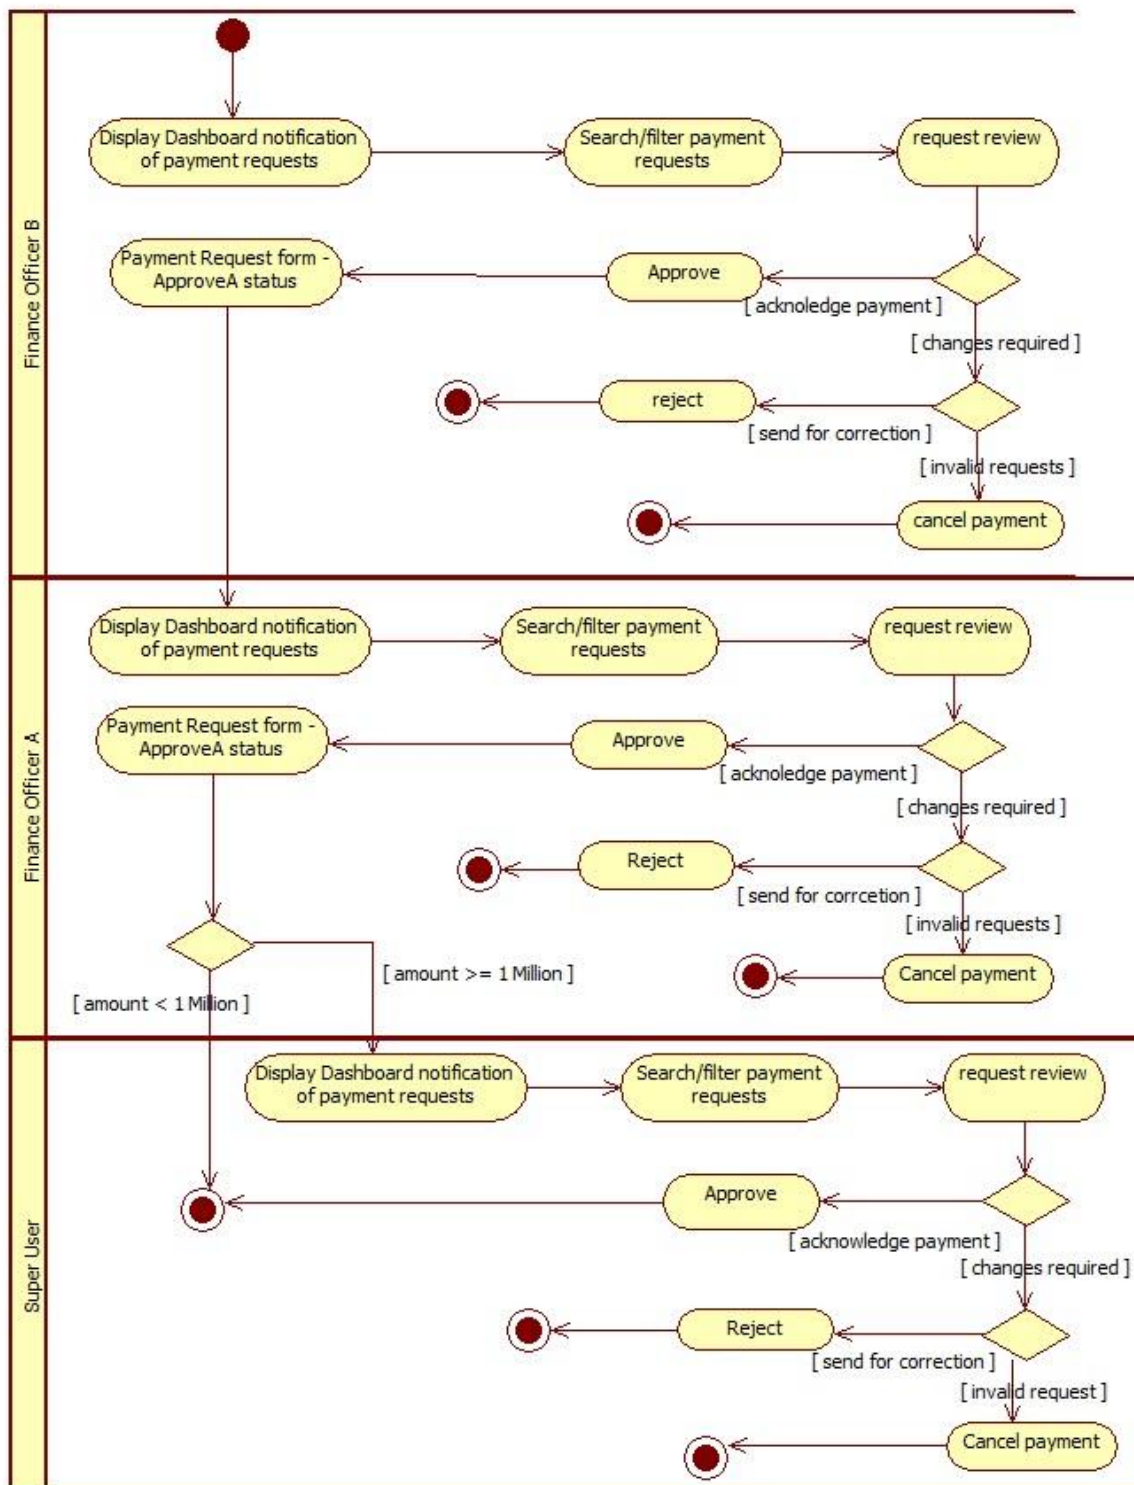 Finance Officer B
Display Dashboard notification
of payment requests
Search/filter payment
requests
request review
Payment Request form -
ApproveA status
Approve
[ acknoledge payment ]
[ changes required ]
reject
[ send for correction ]
[ invalid requests ]
cancel payment
Finance Officer A
Display Dashboard notification
of payment requests
Search/filter payment
requests
request review
Payment Request form -
ApproveA status
Approve
[ acknoledge payment ]
[ changes required ]
Reject
[ send for corrcetion ]
[ invalid requests ]
Cancel payment
[ amount >= 1 Million ]
[ amount < 1 Million ]
Super User
Display Dashboard notification
of payment requests
Search/filter payment
requests
request review
Approve
[ acknowledge payment ]
[ changes required ]
Reject
[ send for correction ]
[ invalid request ]
Cancel payment